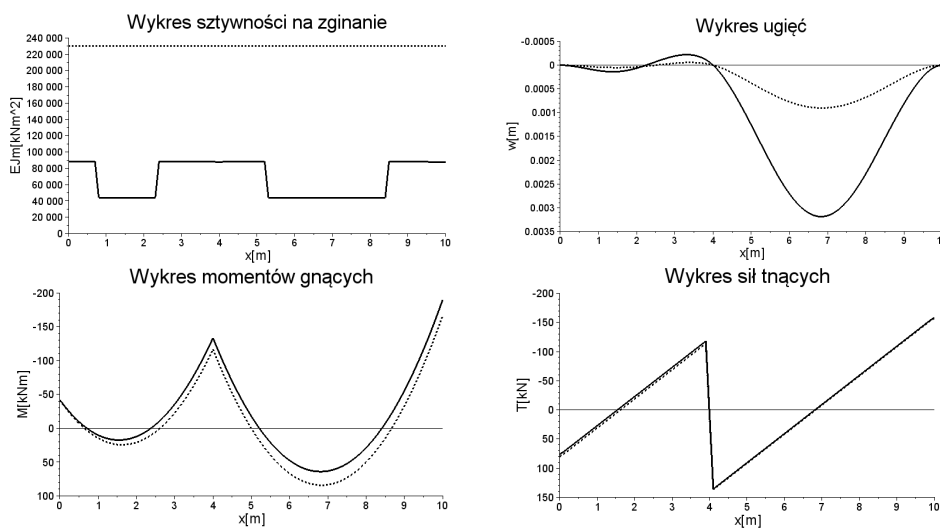 Wykres sztywności na zginanie
240 000
220 000
200 000
180 000
160 000
140 000
120 000
100 000
80 000
60 000
40 000
20 000
0
EJm[kNm^2]
0 1 2 3 4 5 6 7 8 9 10
x[m]
Wykres ugięć
-0.0005
0
0.0005
0.001
0.0015
0.002
0.0025
0.003
0.0035
w[m]
0 1 2 3 4 5 6 7 8 9 10
x[m]
Wykres momentów gnących
-200
-150
-100
-50
0
50
100
M[kNm]
0 1 2 3 4 5 6 7 8 9 10
x[m]
Wykres sił tnących
-200
-150
-100
-50
0
50
100
150
T[kN]
0 1 2 3 4 5 6 7 8 9 10
x[m]